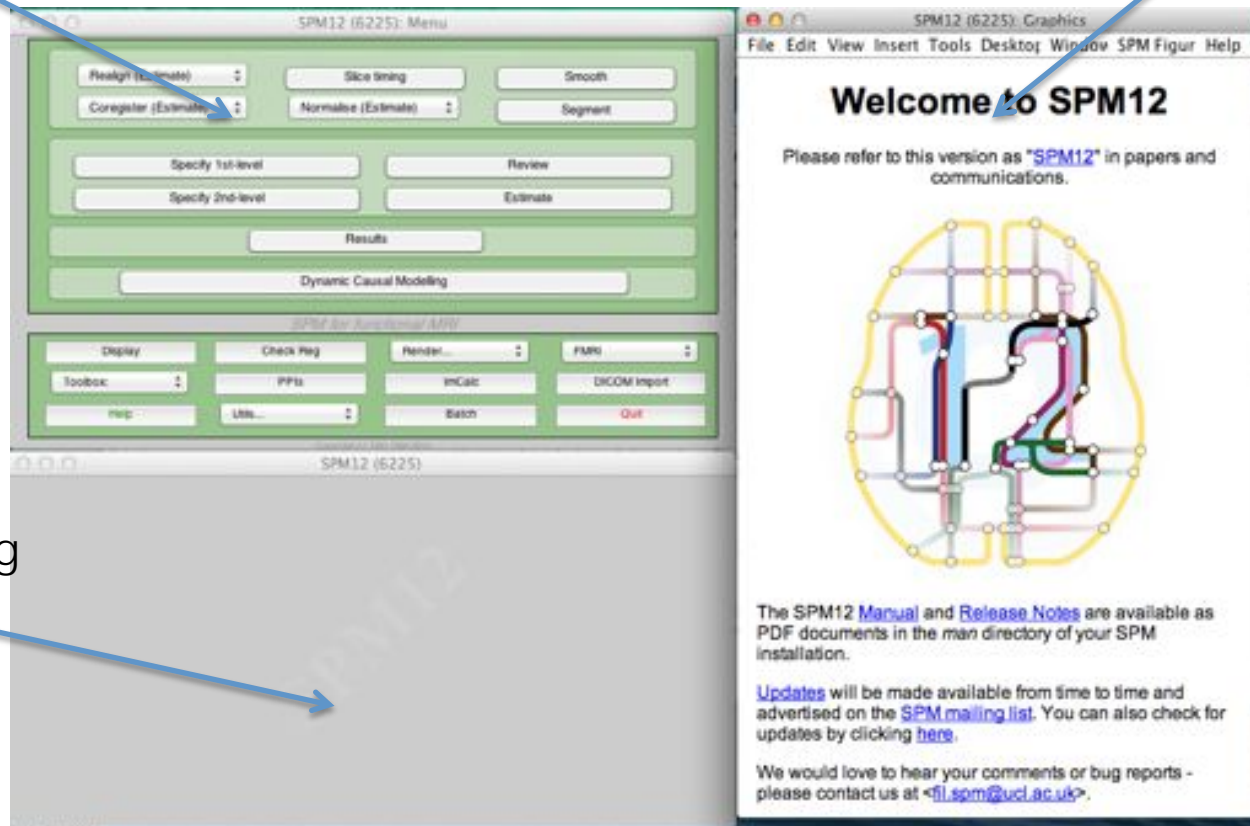 SPM12 (6225): Menu
Realign (Estimate) Slice timing Smooth
Coregister (Estimate) Normalise (Estimate) Segment
Specify 1st-level Review
Specify 2nd-level Estimate
Results
Dynamic Causal Modelling
SPM for functional MRI
Display Check Reg Render... FMRI
Toolbox: PPIs ImCalc DICOM Import
Help Utils... Batch Quit
SPM12 (6225)
SPM12
g
SPM12 (6225): Graphics
File Edit View Insert Tools Desktop Window SPM Figur Help
Welcome to SPM12
Please refer to this version as "SPM12" in papers and
communications.
12
The SPM12 Manual and Release Notes are available as
PDF documents in the man directory of your SPM
installation.
Updates will be made available from time to time and
advertised on the SPM mailing list. You can also check for
updates by clicking here.
We would love to hear your comments or bug reports -
please contact us at <fil.spm@ucl.ac.uk>.